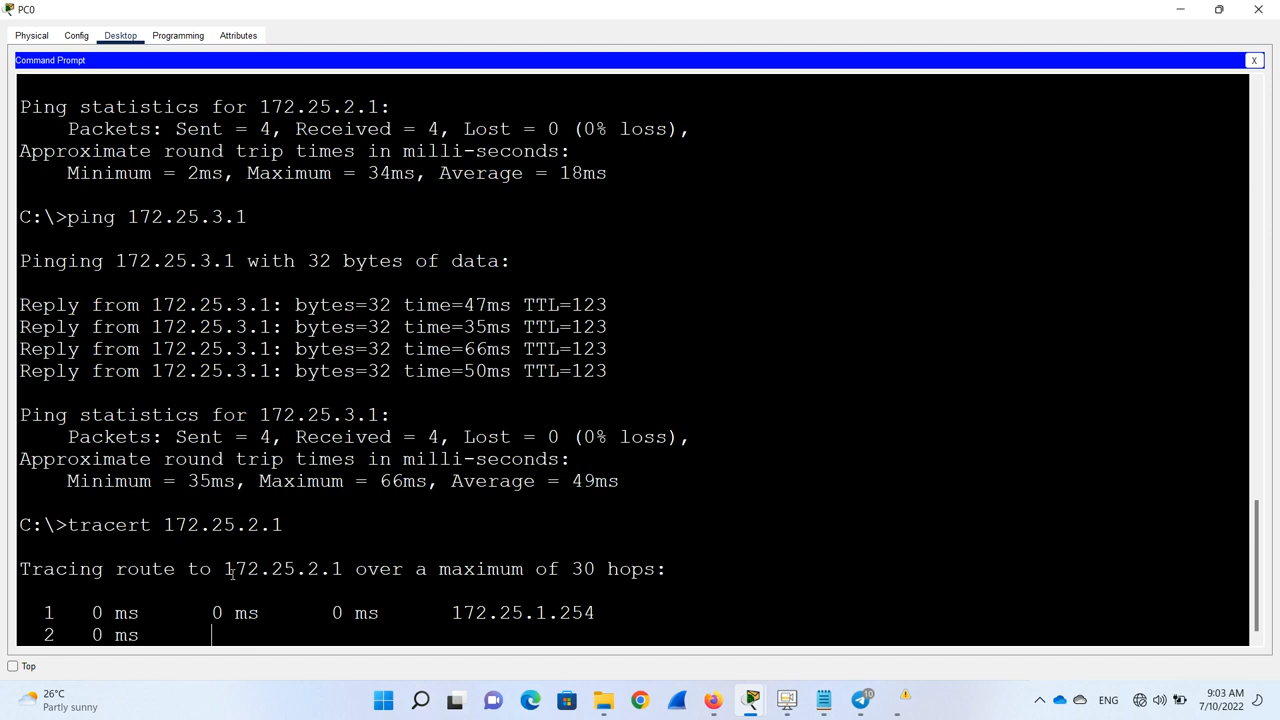 PC0
Physical Config Desktop Programming Attributes
Command Prompt
X
Ping statistics for 172.25.2.1:
Packets: Sent = 4, Received = 4, Lost = 0 (0% loss),
Approximate round trip times in milli-seconds:
Minimum = 2ms, Maximum = 34ms, Average = 18ms
C:\>ping 172.25.3.1
Pinging 172.25.3.1 with 32 bytes of data:
Reply from 172.25.3.1: bytes=32 time=47ms TTL=123
Reply from 172.25.3.1: bytes=32 time=35ms TTL=123
Reply from 172.25.3.1: bytes=32 time=66ms TTL=123
Reply from 172.25.3.1: bytes=32 time=50ms TTL=123
Ping statistics for 172.25.3.1:
Packets: Sent = 4, Received = 4, Lost = 0 (0% loss),
Approximate round trip times in milli-seconds:
Minimum = 35ms, Maximum = 66ms, Average = 49ms
C:\>tracert 172.25.2.1
Tracing route to 172.25.2.1 over a maximum of 30 hops:
1 0 ms 0 ms 0 ms 172.25.1.254
2 0 ms
Top
26°C
Partly sunny
10
ENG
9:03 AM
7/10/2022